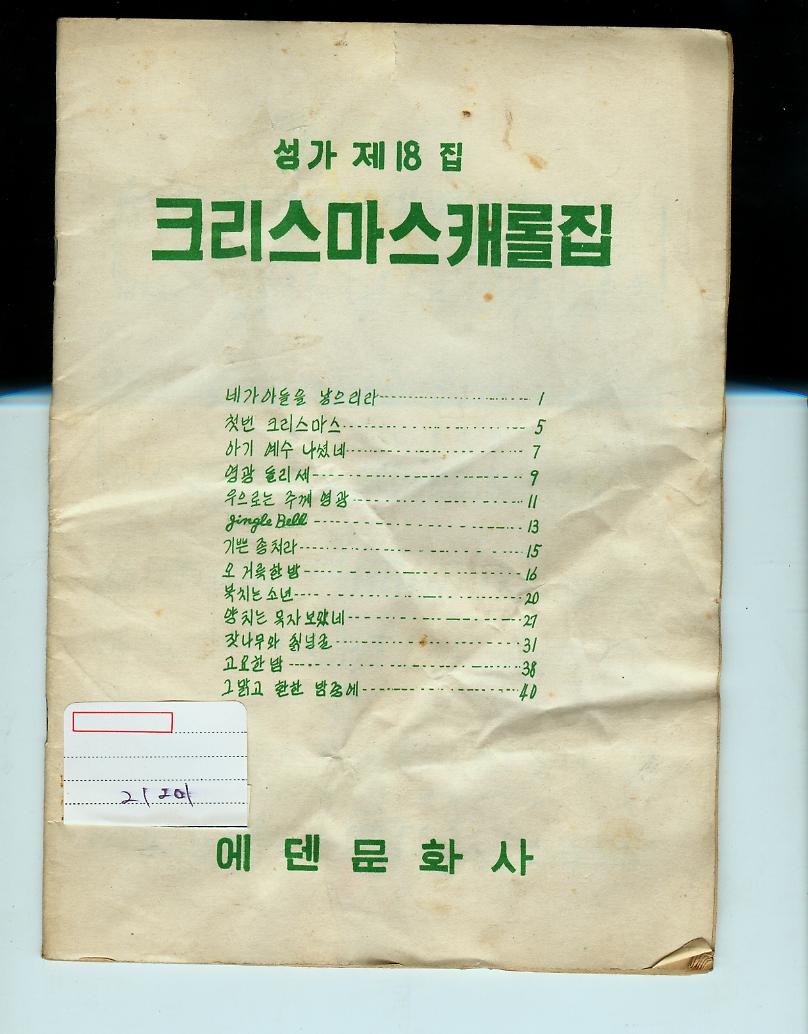 성가 제18집
크리스마스캐롤집
네가아들을 낳으리라 1
첫번 크리스마스 5
아기 예수 나셨네 7
영광 돌리세 9
우으로는 주께 영광 11
Jingle Bell 13
기쁜 종처라 15
오 거룩한밤 16
북치는소년 20
양치는 목자보았네 27
잣나무와 칡넝쿨 31
고요한밤 38
그맑고 환한 밤중에 40
에덴문화사